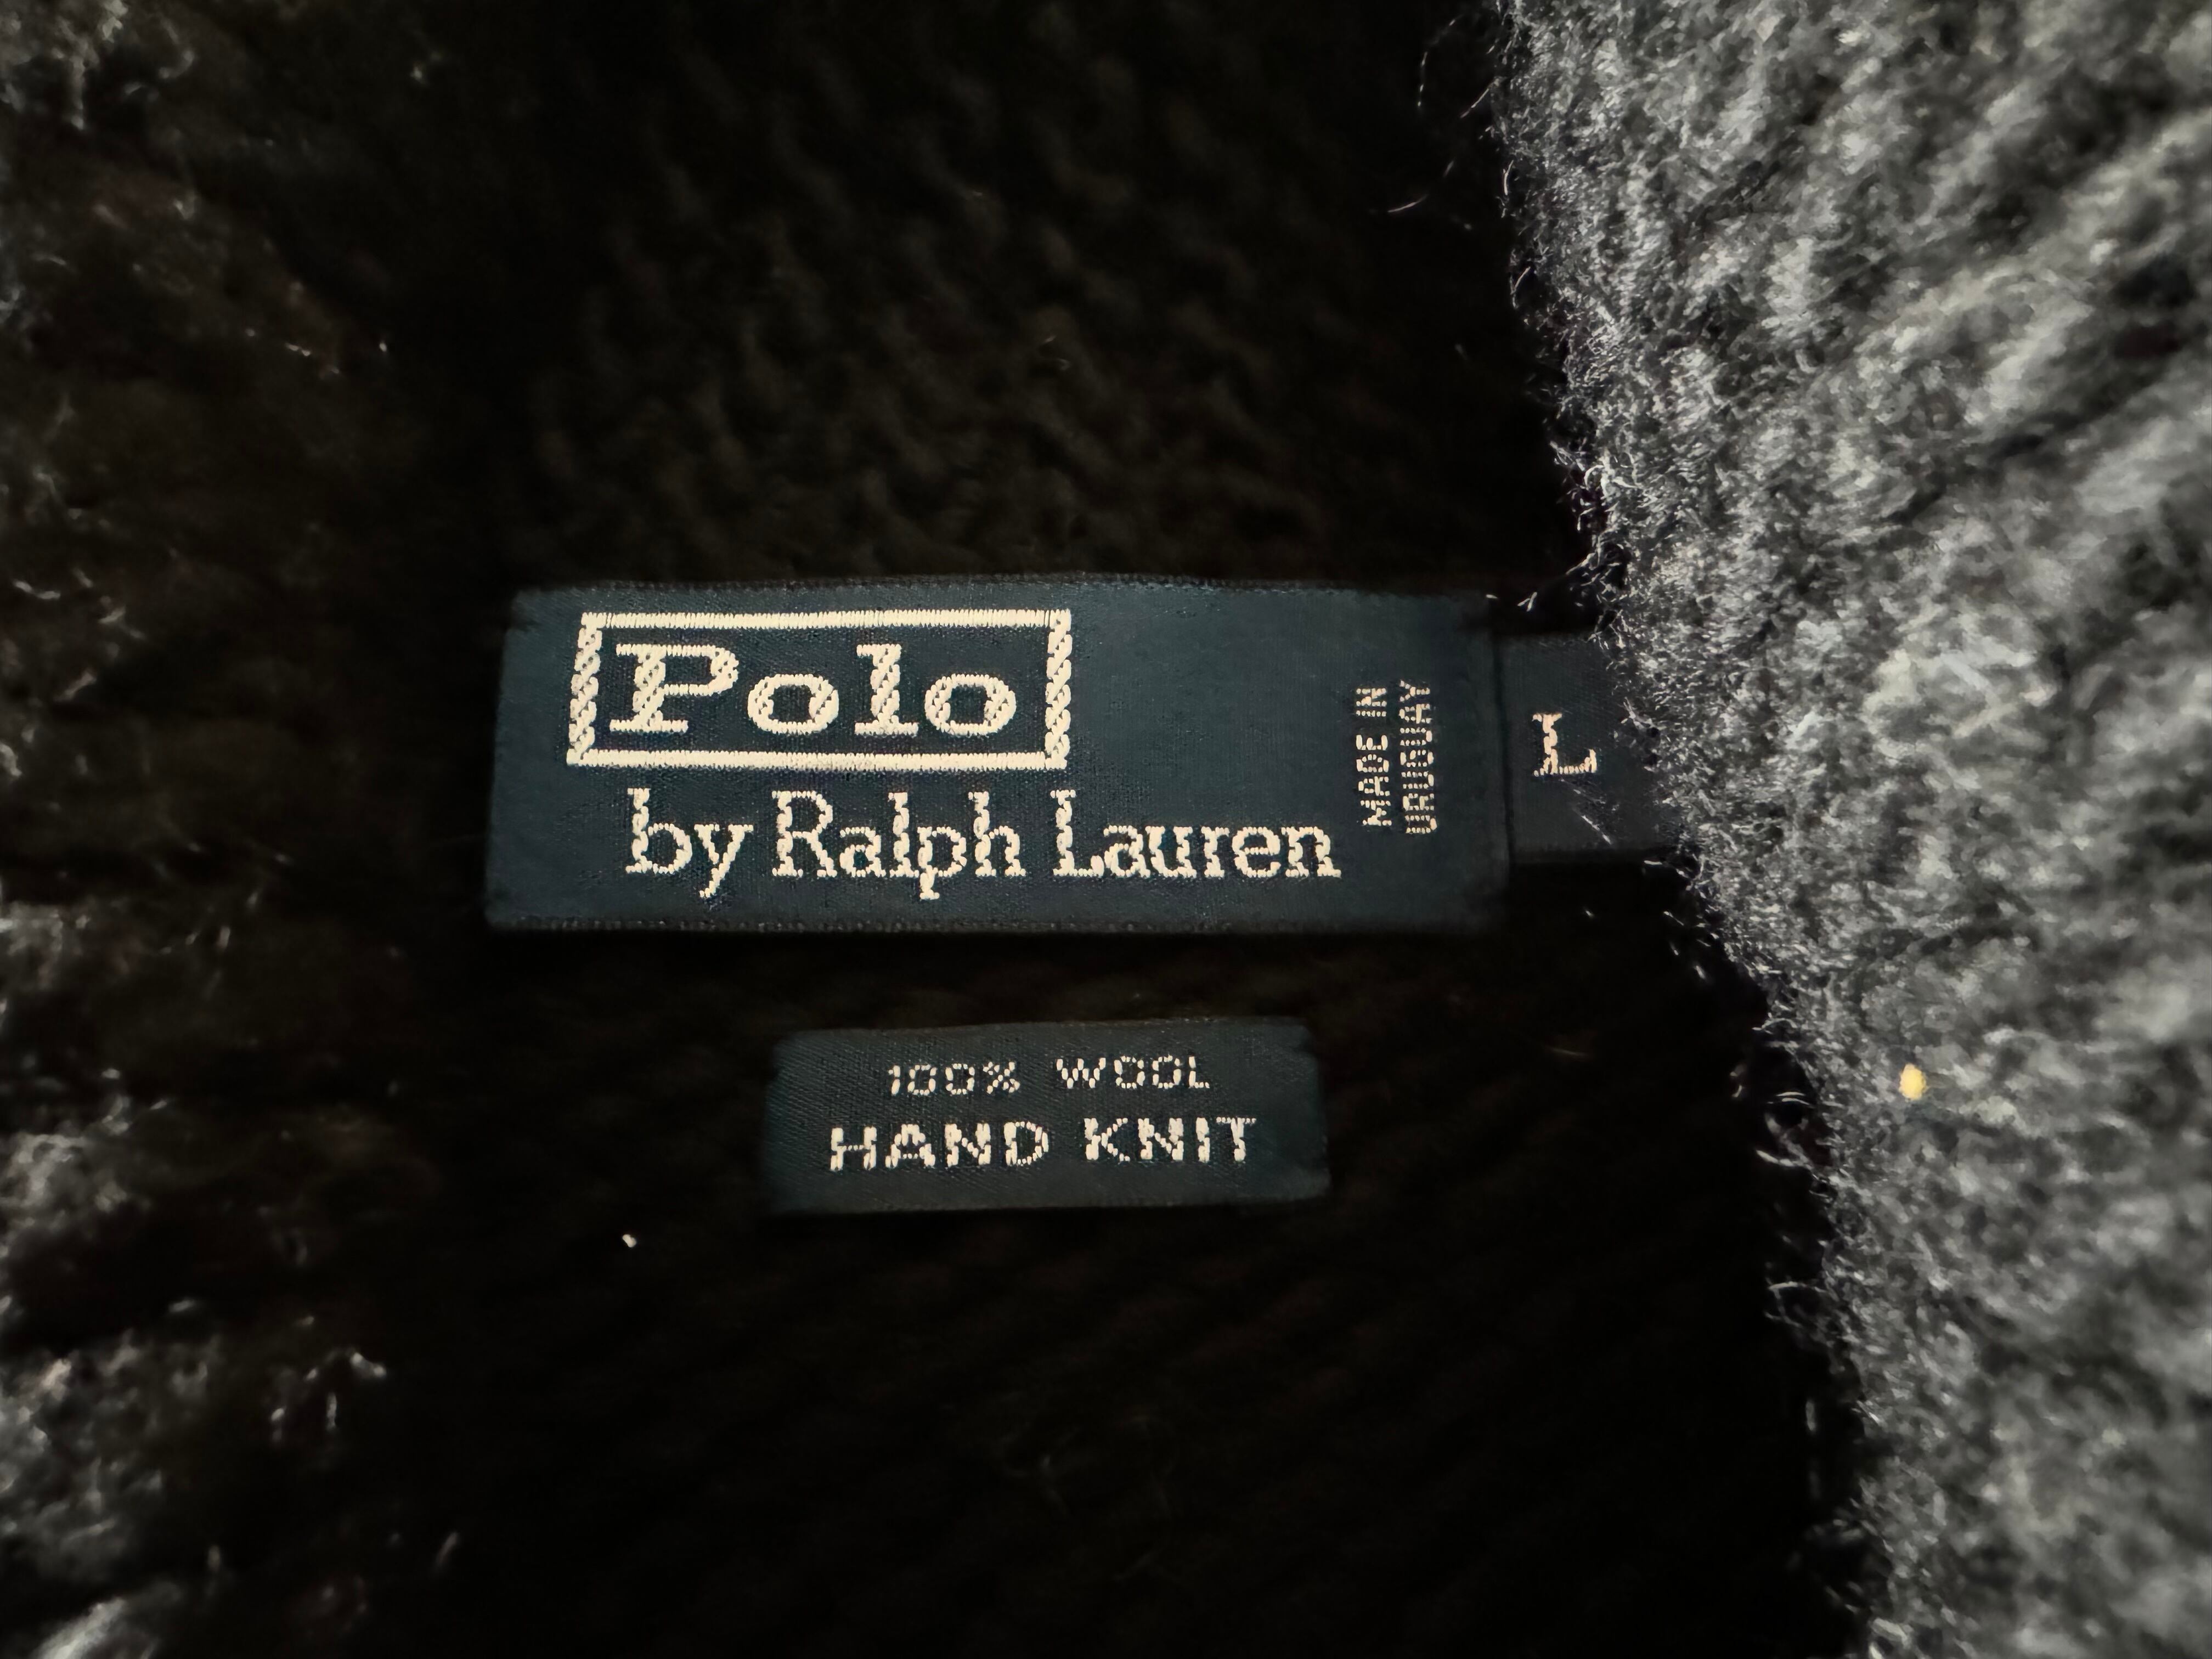 Polo
by Ralph Lauren
MADE IN
URUGUAY
L
100% WOOL
HAND KNIT